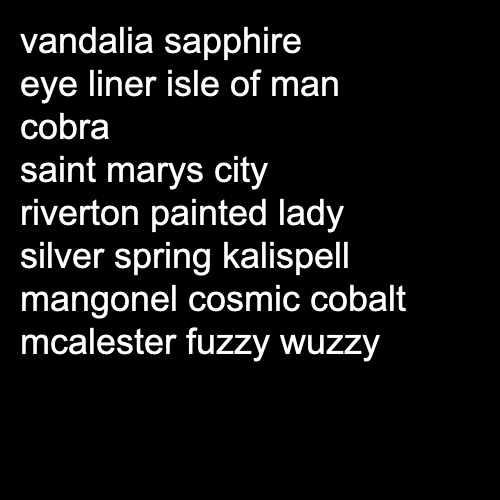 vandalia sapphire
eye liner isle of man
cobra
saint marys city
riverton painted lady
silver spring kalispell
mangonel cosmic cobalt
mcalester fuzzy wuzzy